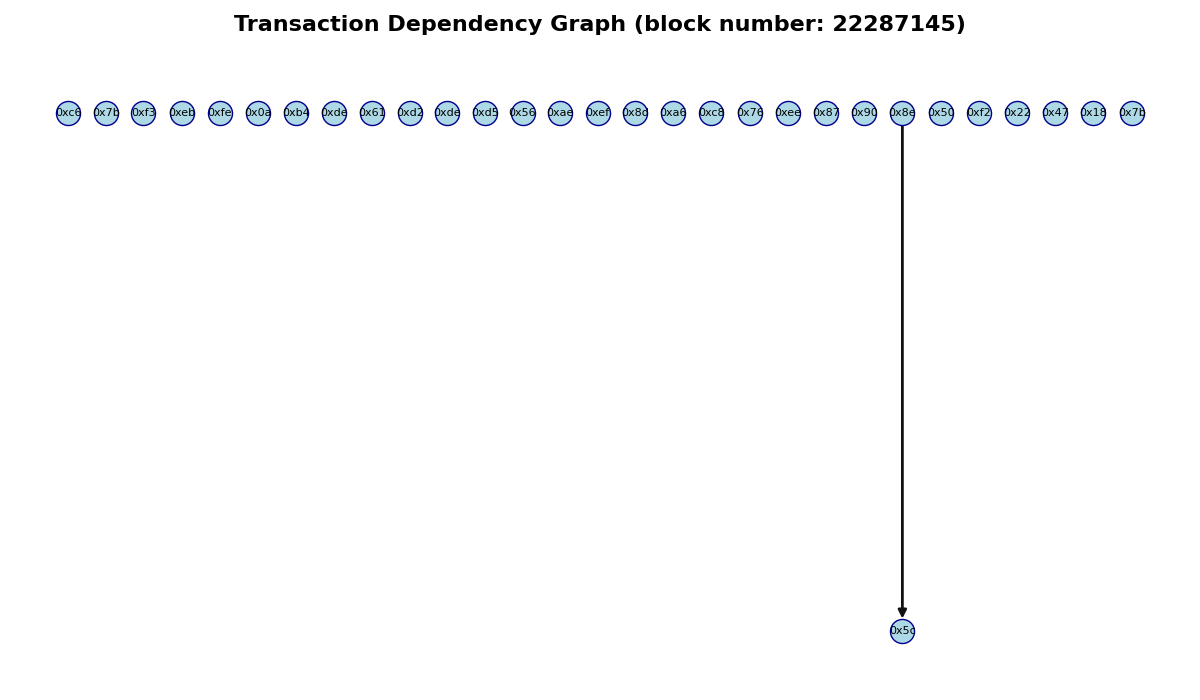 Transaction Dependency Graph (block number: 22287145)
0xc6 0x7b 0xf3 0xeb 0xfe 0x0a 0xb4 0xde 0x61 0xd2 0xde 0xd5 0x56 0xae 0xef 0x8d 0xa6 0xc8 0x76 0xee 0x87 0x90 0x8e 0x50 0xf2 0x22 0x47 0x18 0x7b
0x5c